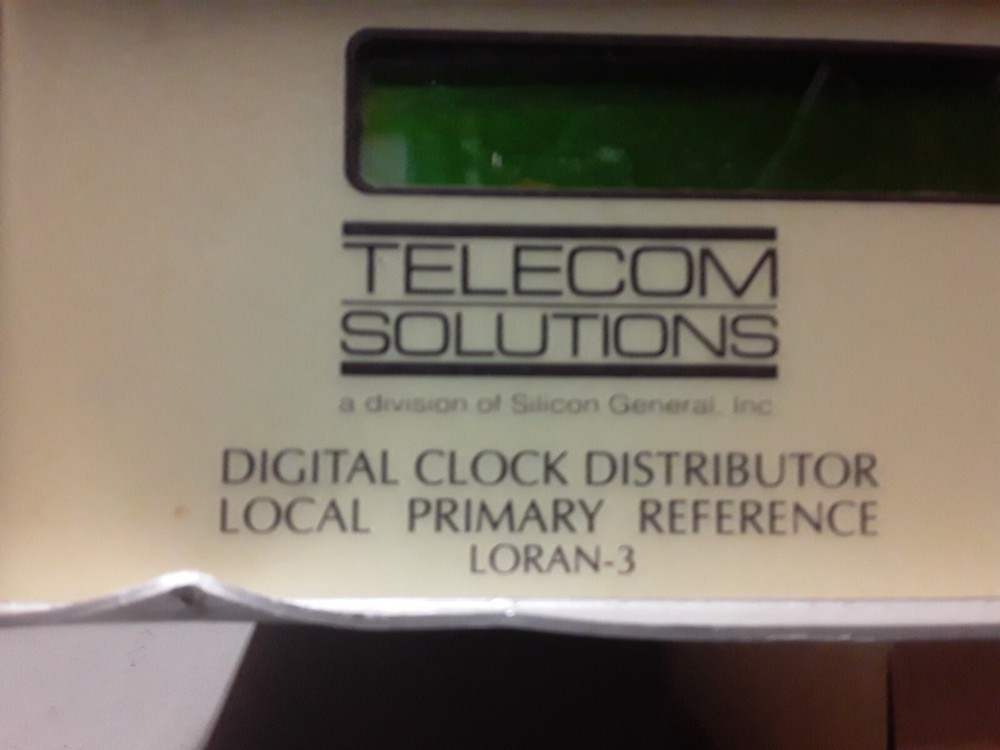 TELECOM
SOLUTIONS
a division of Silicon General, Inc
DIGITAL CLOCK DISTRIBUTOR
LOCAL PRIMARY REFERENCE
LORAN-3